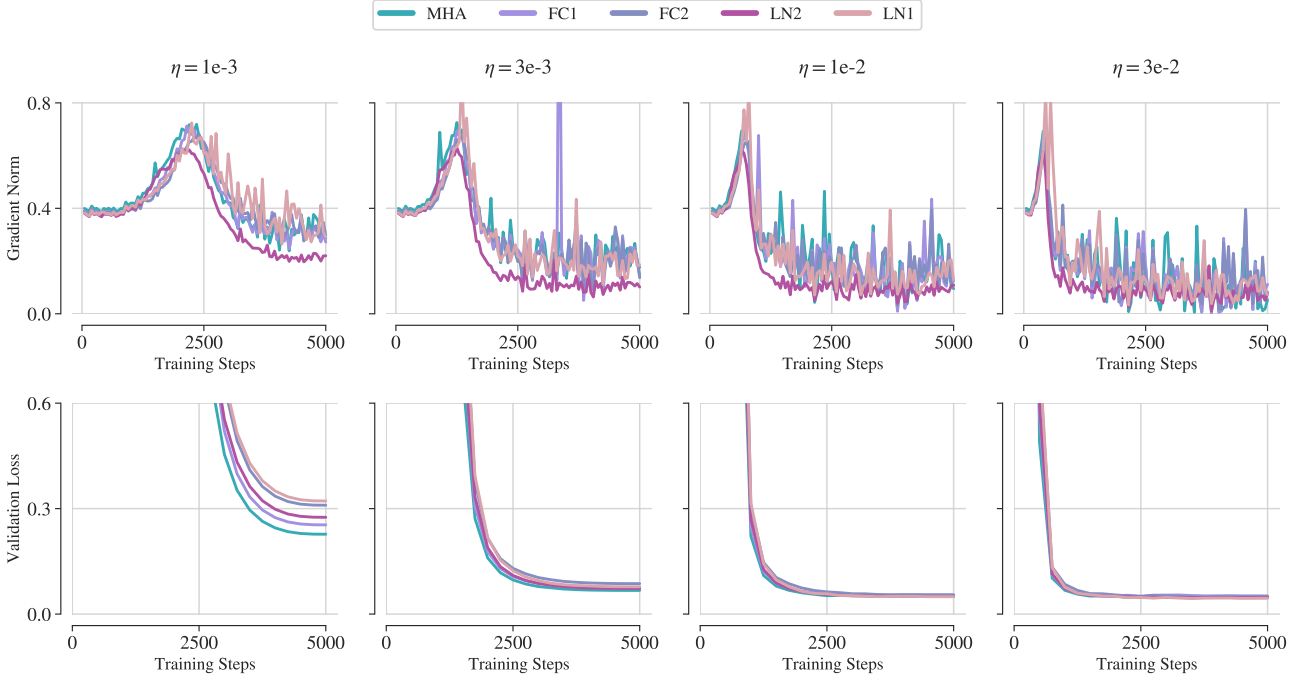 MHA FC1 FC2 LN2 LN1
η = 1e-3 η = 3e-3 η = 1e-2 η = 3e-2
Gradient Norm
0.8
0.4
0.0
0 2500 5000 0 2500 5000 0 2500 5000 0 2500 5000
Training Steps Training Steps Training Steps Training Steps
Validation Loss
0.6
0.3
0.0
0 2500 5000 0 2500 5000 0 2500 5000 0 2500 5000
Training Steps Training Steps Training Steps Training Steps